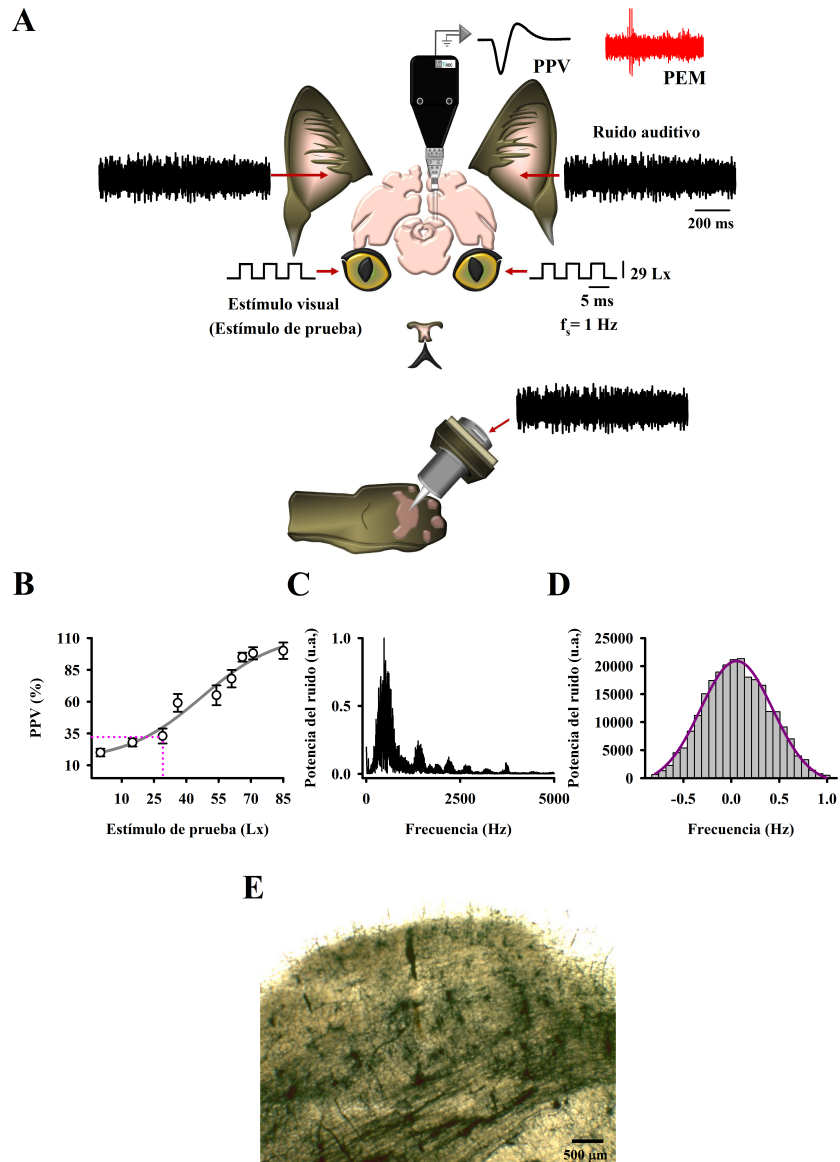 A
PPV
PEM
Ruido auditivo
200 ms
29 Lx
5 ms
Estímulo visual
(Estímulo de prueba)
fs= 1 Hz
B
C
D
110
85
60
35
10
PPV (%)
10 25 40 55 70 85
Estímulo de prueba (Lx)
1.0
0.5
0.0
Potencia del ruido (u.a,)
0 2500 5000
Frecuencia (Hz)
25000
20000
15000
10000
5000
0
Potencia del ruido (u.a,)
-0.5 0.0 0.5 1.0
Frecuencia (Hz)
E
500 µm